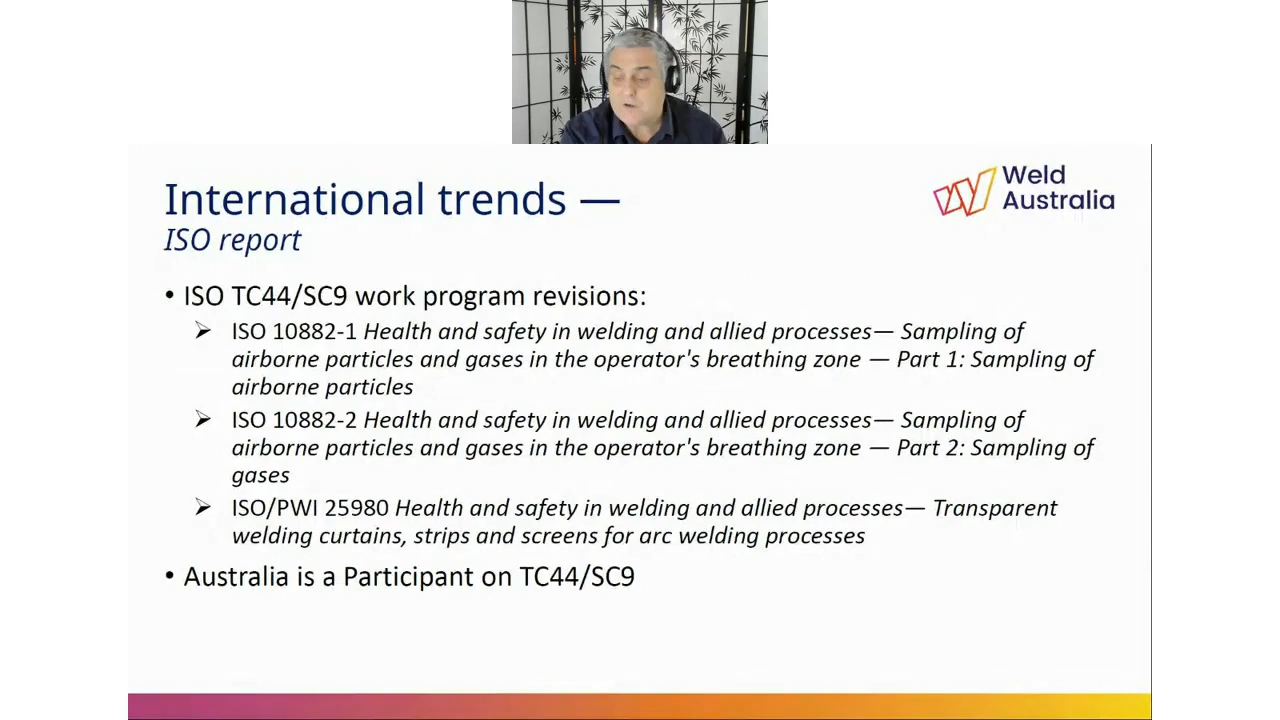 Weld
Australia
International trends —
ISO report
• ISO TC44/SC9 work program revisions:
➢ ISO 10882-1 Health and safety in welding and allied processes— Sampling of
airborne particles and gases in the operator's breathing zone — Part 1: Sampling of
airborne particles
➢ ISO 10882-2 Health and safety in welding and allied processes— Sampling of
airborne particles and gases in the operator's breathing zone — Part 2: Sampling of
gases
➢ ISO/PWI 25980 Health and safety in welding and allied processes— Transparent
welding curtains, strips and screens for arc welding processes
• Australia is a Participant on TC44/SC9